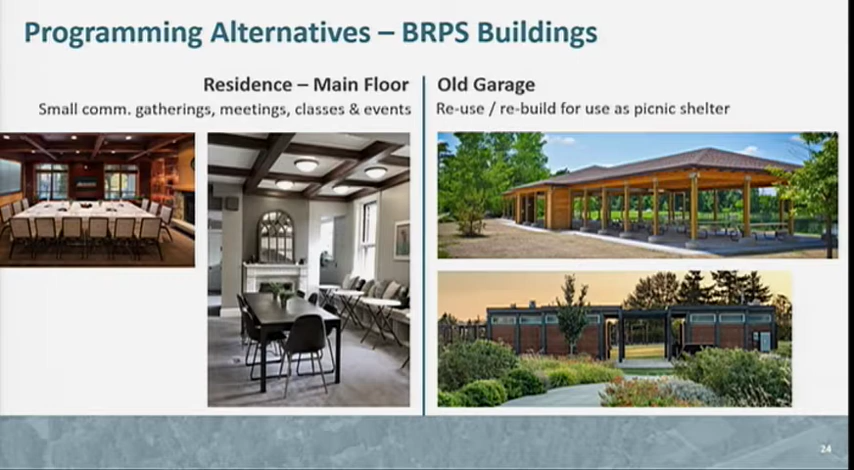 Programming Alternatives – BRPS Buildings
Residence – Main Floor
Small comm. gatherings, meetings, classes & events
Old Garage
Re-use / re-build for use as picnic shelter
24